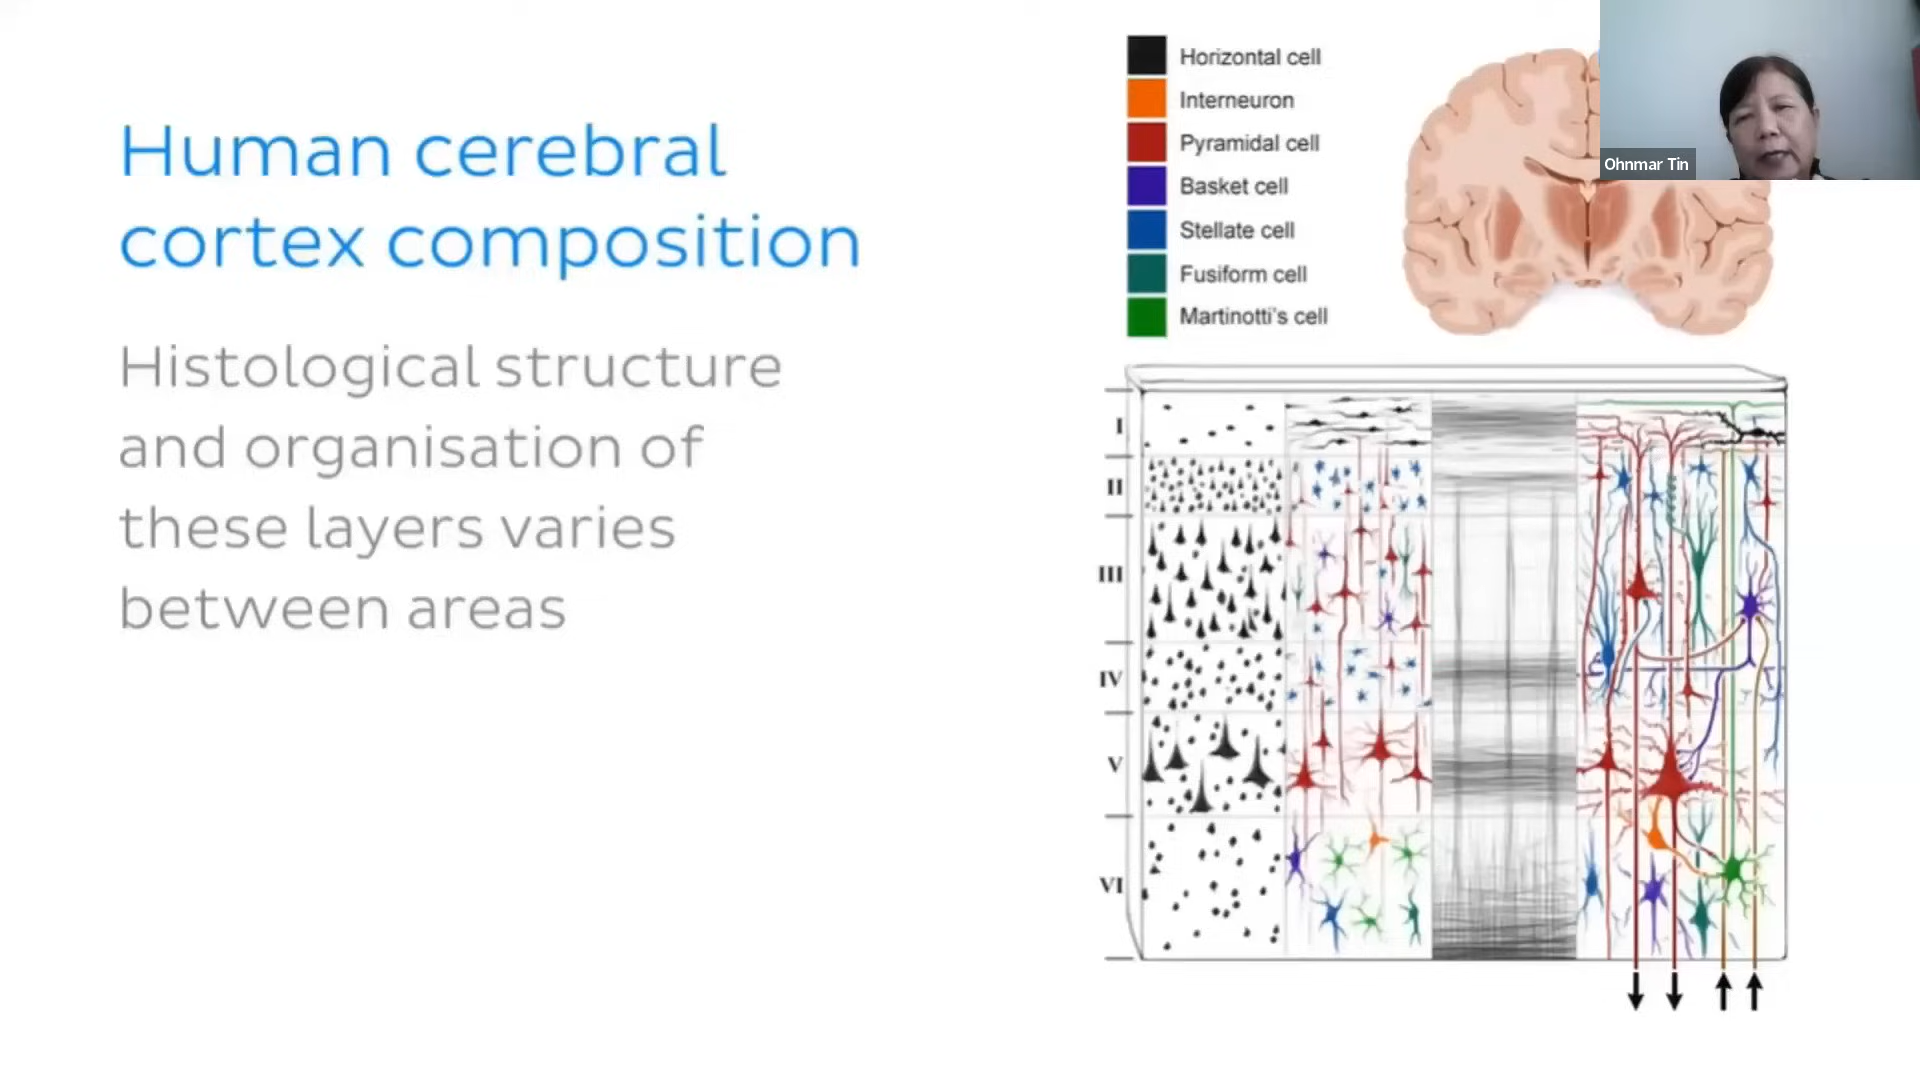 Human cerebral
cortex composition
Histological structure
and organisation of
these layers varies
between areas
Horizontal cell
Interneuron
Pyramidal cell
Basket cell
Stellate cell
Fusiform cell
Martinotti's cell
Ohnmar Tin
I
II
III
IV
V
VI